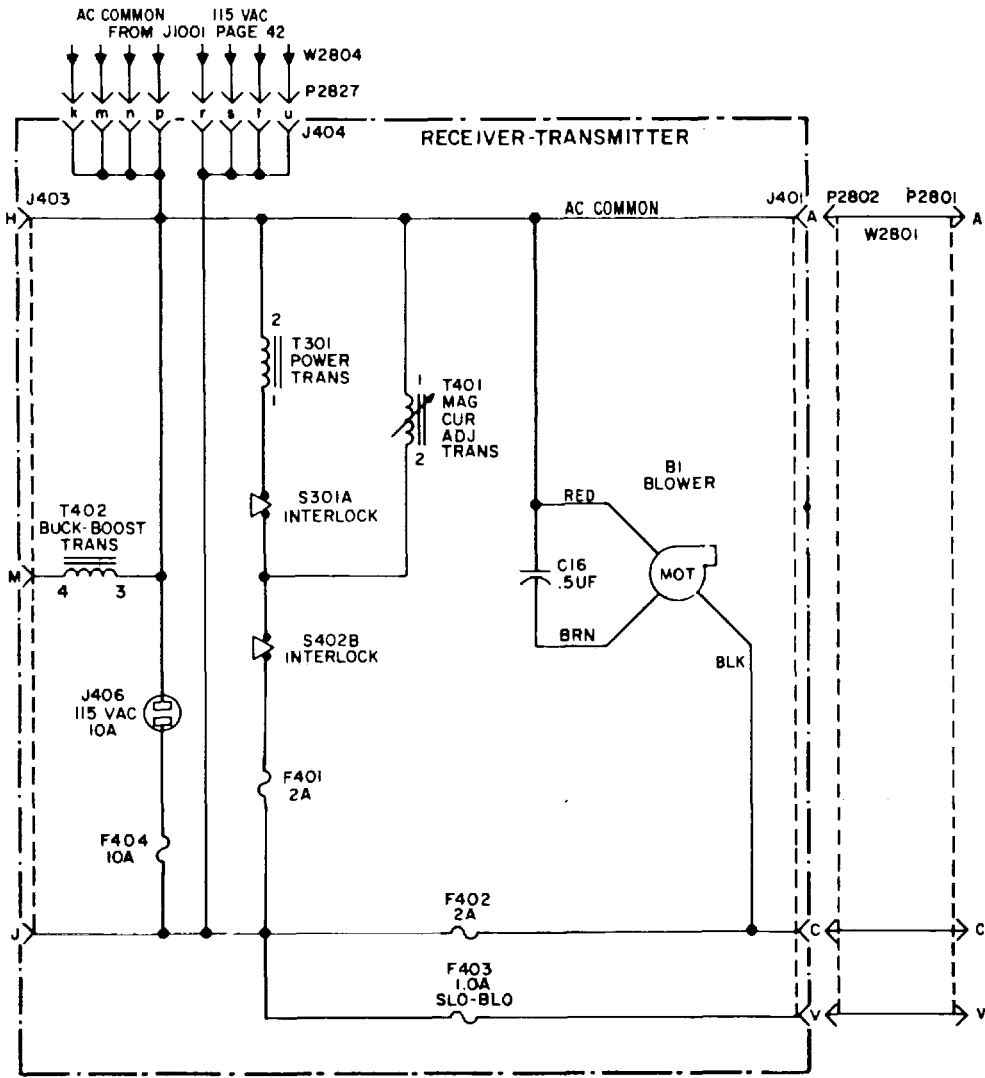 AC COMMON 115 VAC
FROM J1001 PAGE 42
W2804
P2827
k m n p r s t u
J404
RECEIVER-TRANSMITTER
J403
H
AC COMMON
J401
A
P2802 P2801
A
W2801
2
T301
POWER
TRANS
1
1
T401
MAG
CUR
ADJ
TRANS
2
B1
BLOWER
S301A
INTERLOCK
RED
T402
BUCK-BOOST
TRANS
M
4 3
C16
.5UF
MOT
BRN
BLK
S402B
INTERLOCK
J406
115 VAC
10A
F401
2A
F404
10A
F402
2A
J
C
C
F403
1.0A
SLO-BLO
V
V